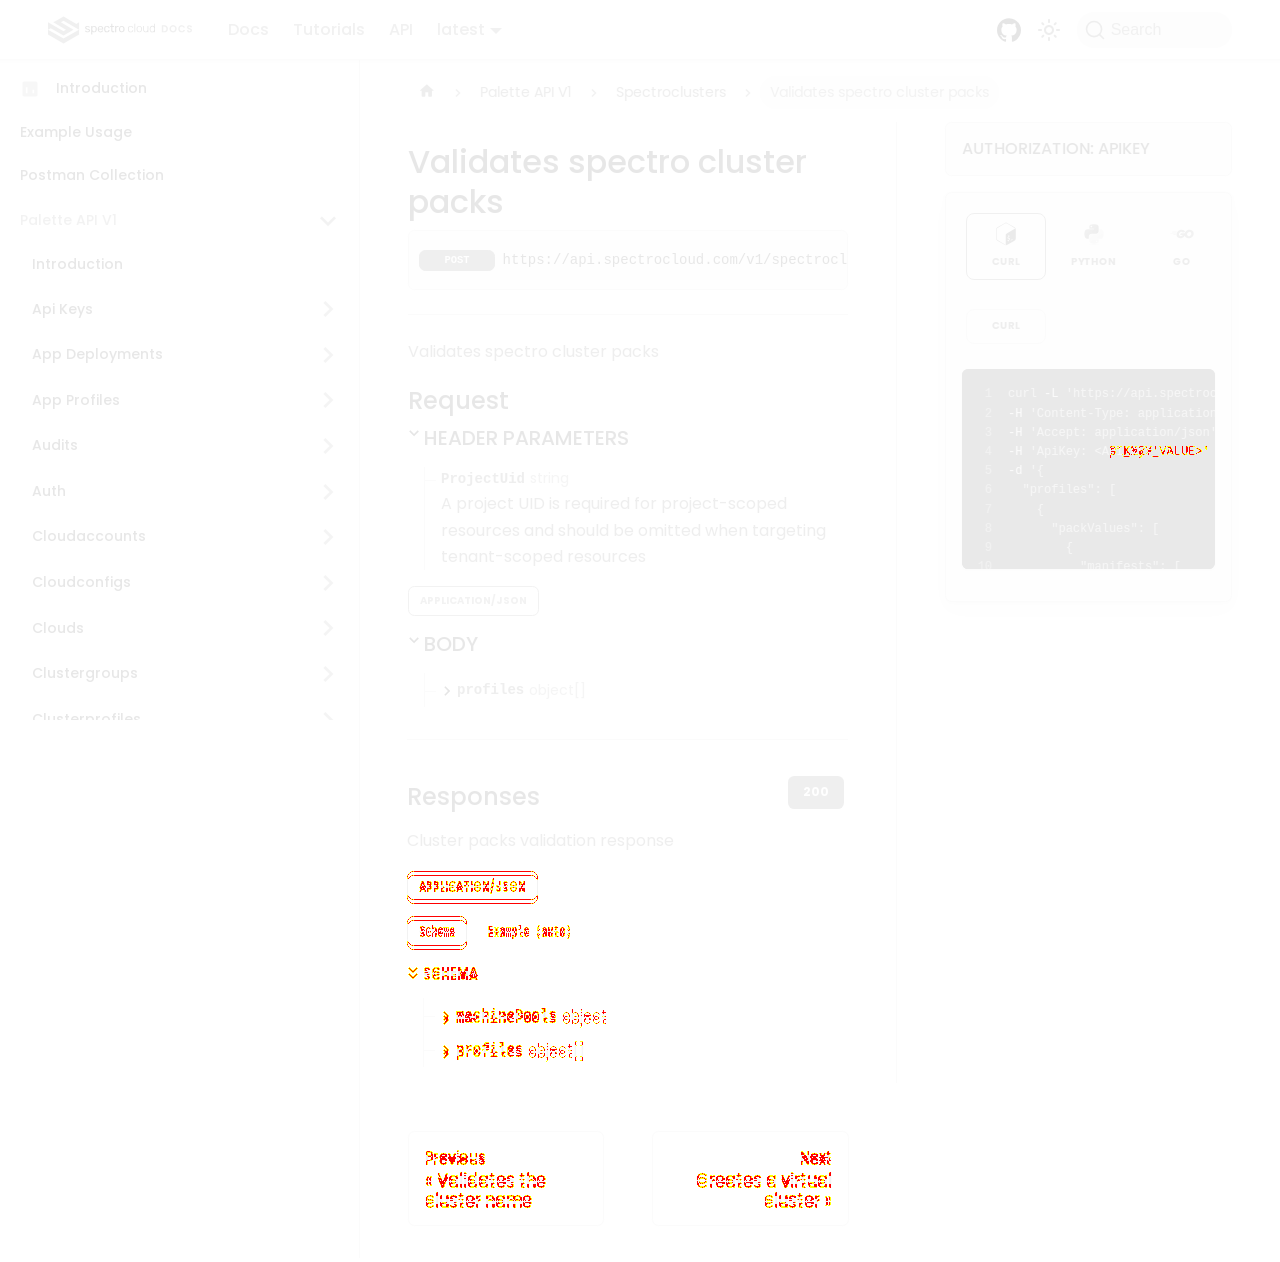 spectro cloud DOCS Docs Tutorials API latest Search
Introduction
Example Usage
Postman Collection
Palette API V1
Introduction
Api Keys
App Deployments
App Profiles
Audits
Auth
Cloudaccounts
Cloudconfigs
Clouds
Clustergroups
Clusterprofiles
Palette API V1 Spectroclusters Validates spectro cluster packs
Validates spectro cluster
packs
POST https://api.spectrocloud.com/v1/spectrocl
Validates spectro cluster packs
Request
HEADER PARAMETERS
ProjectUid string
A project UID is required for project-scoped
resources and should be omitted when targeting
tenant-scoped resources
APPLICATION/JSON
BODY
profiles object[]
Responses
200
Cluster packs validation response
APPLICATION/JSON
Schema Example (auto)
SCHEMA
machinePools object
profiles object[]
Previous
« Validates the
cluster name
Next
Creates a virtual
cluster »
AUTHORIZATION: APIKEY
CURL PYTHON GO
-GO
CURL
1 curl -L 'https://api.spectroc
2 -H 'Content-Type: application
3 -H 'Accept: application/json'
4 -H 'ApiKey:
5 -d '{
6 "profiles": [
7 {
8 "packValues": [
9 {
10 "manifests": [